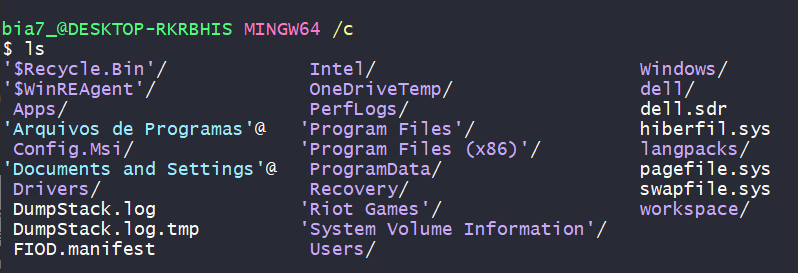 bia7_@DESKTOP-RKRBHIS MINGW64 /c
$ ls
'$Recycle.Bin'/ Intel/ Windows/
'$WinREAgent'/ OneDriveTemp/ dell/
Apps/ PerfLogs/ dell.sdr
'Arquivos de Programas'@ 'Program Files'/ hiberfil.sys
Config.Msi/ 'Program Files (x86)'/ langpacks/
'Documents and Settings'@ ProgramData/ pagefile.sys
Drivers/ Recovery/ swapfile.sys
DumpStack.log 'Riot Games'/ workspace/
DumpStack.log.tmp 'System Volume Information'/
FIOD.manifest Users/